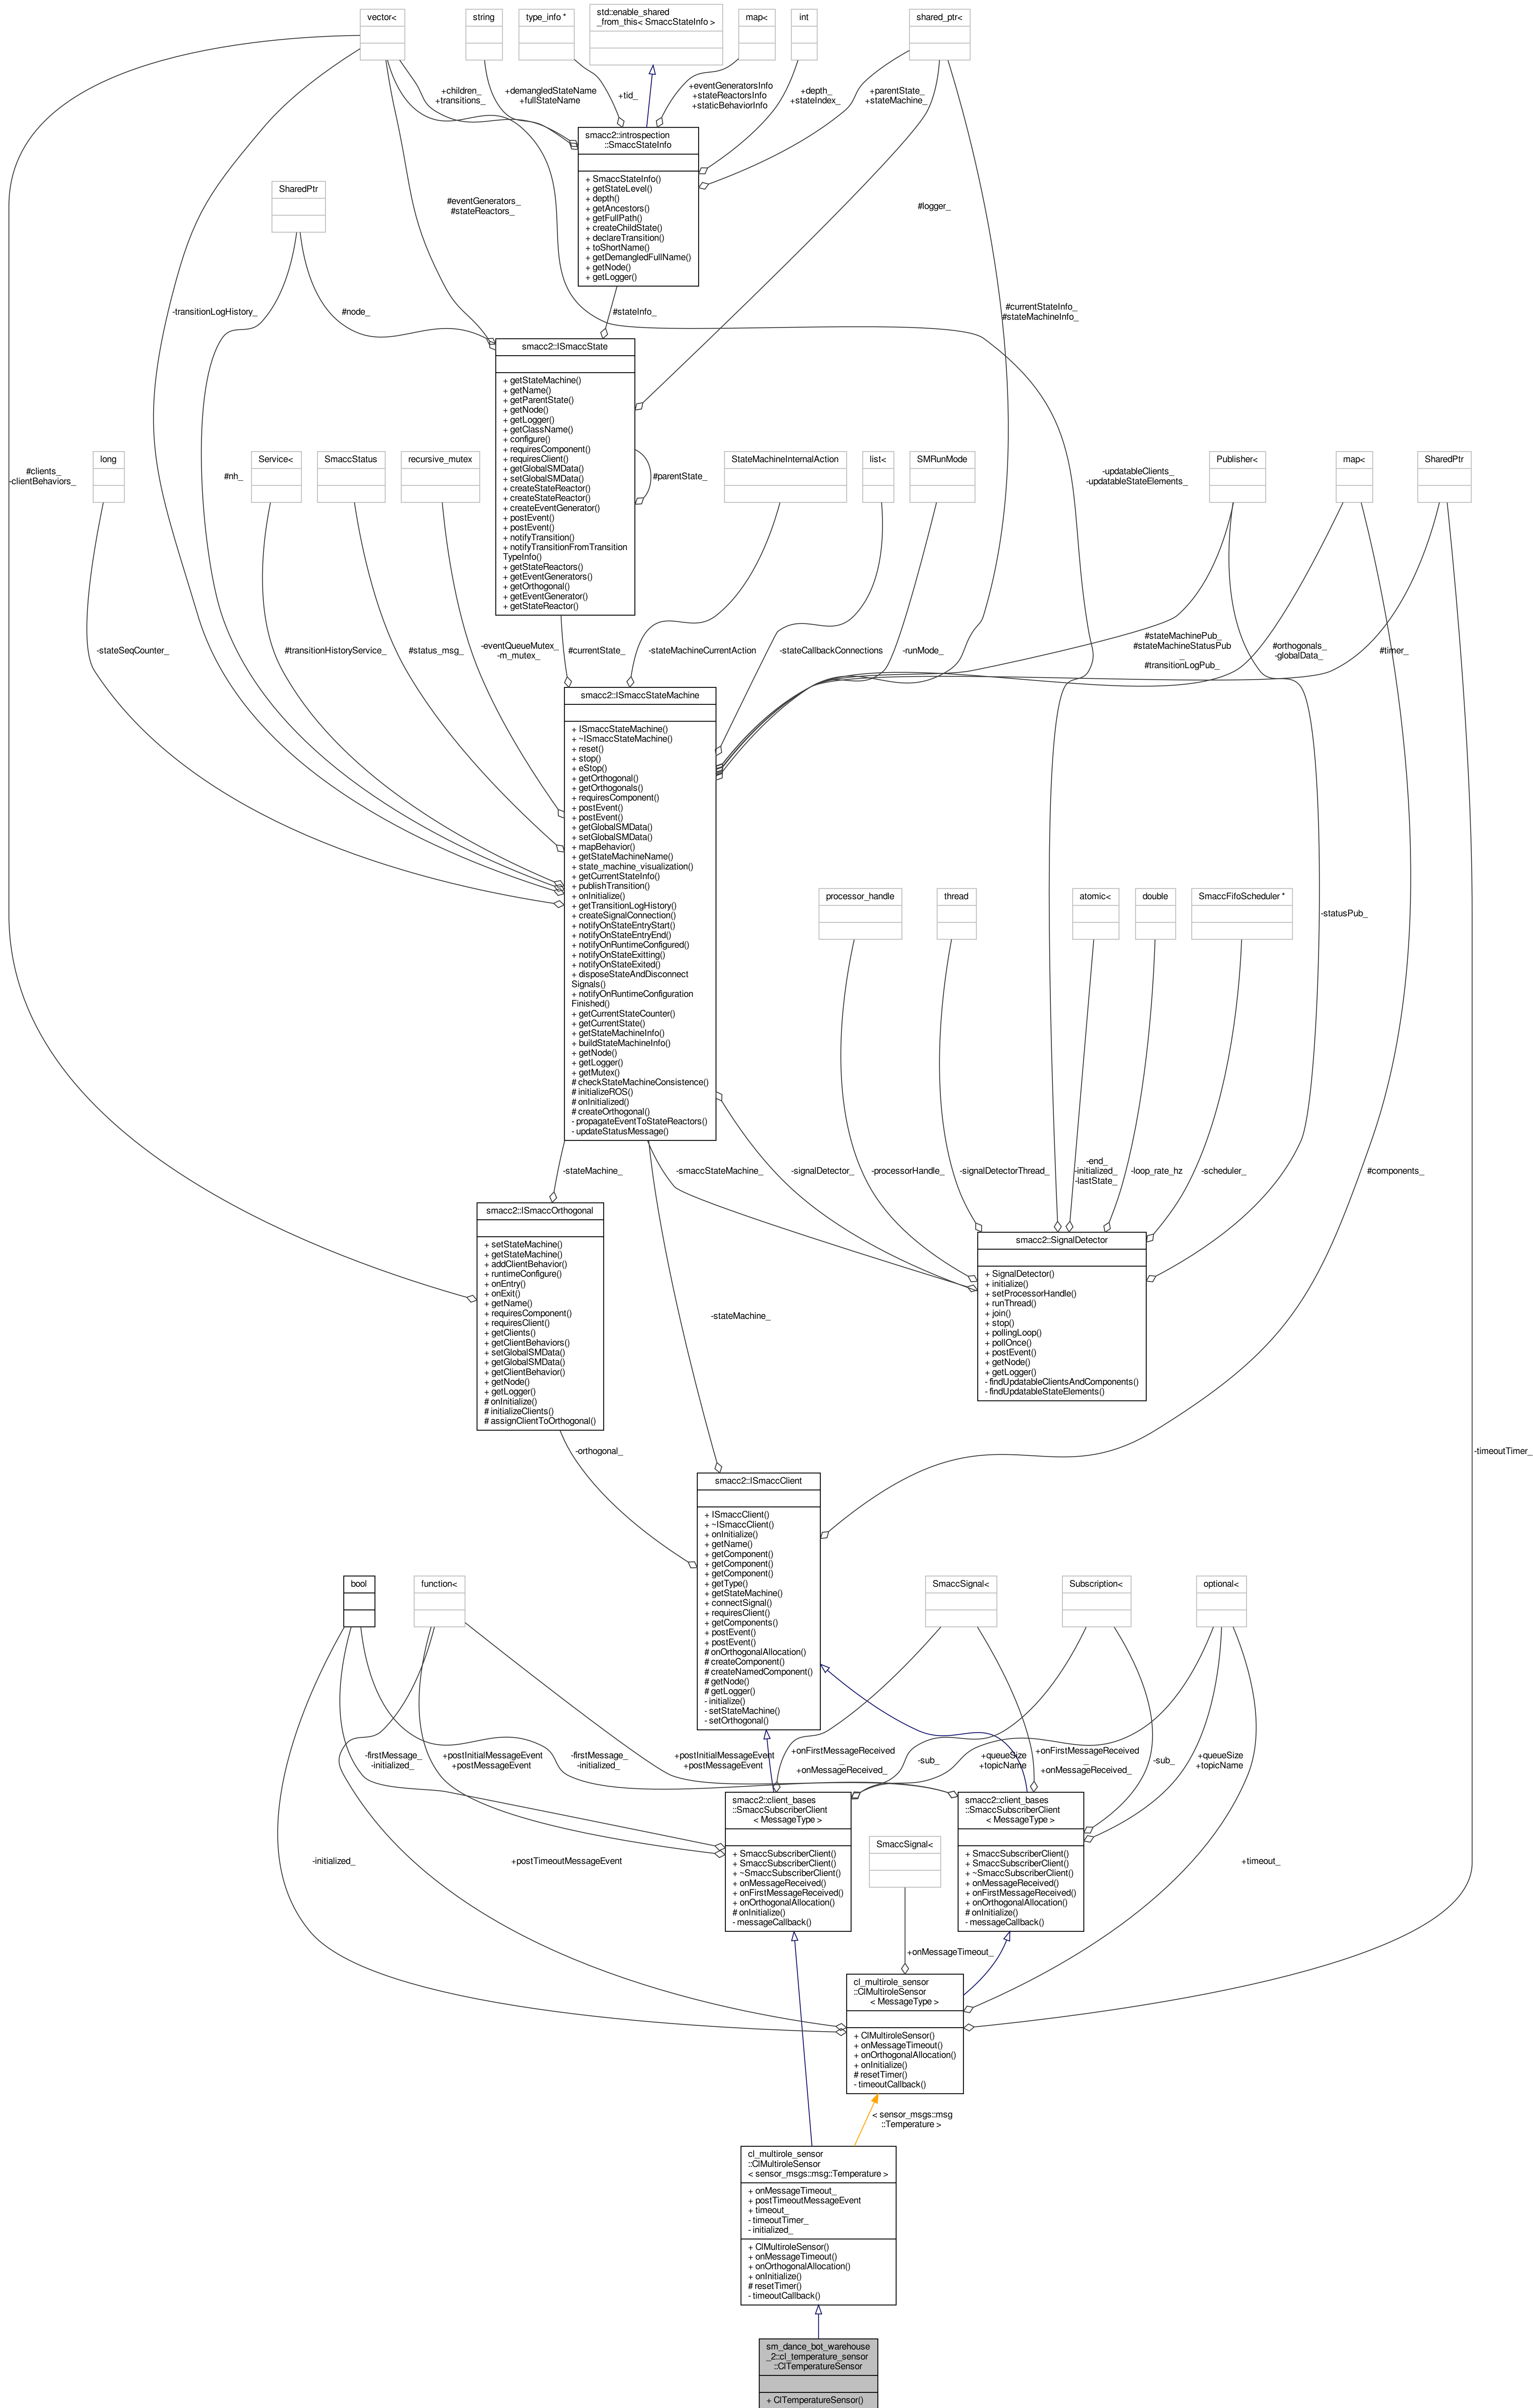 vector<
string
type_info *
std::enable_shared
_from_this< SmaccStateInfo >
map<
int
shared_ptr<
+children_
+transitions_
+demangledStateName
+fullStateName
+tid_
+eventGeneratorsInfo
+stateReactorsInfo
+staticBehaviorInfo
+depth_
+stateIndex_
+parentState_
+stateMachine_
smacc2::introspection
::SmaccStateInfo
+ SmaccStateInfo()
+ getStateLevel()
+ depth()
+ getAncestors()
+ getFullPath()
+ createChildState()
+ declareTransition()
+ toShortName()
+ getDemangledFullName()
+ getNode()
+ getLogger()
SharedPtr
#eventGenerators_
#stateReactors_
#logger_
-transitionLogHistory_
#node_
#stateInfo_
#currentStateInfo_
#stateMachineInfo_
smacc2::ISmaccState
+ getStateMachine()
+ getName()
+ getParentState()
+ getNode()
+ getLogger()
+ getClassName()
+ configure()
+ requiresComponent()
+ requiresClient()
+ getGlobalSMData()
+ setGlobalSMData()
+ createStateReactor()
+ createStateReactor()
+ createEventGenerator()
+ postEvent()
+ postEvent()
+ notifyTransition()
+ notifyTransitionFromTransition
TypeInfo()
+ getStateReactors()
+ getEventGenerators()
+ getOrthogonal()
+ getEventGenerator()
+ getStateReactor()
#parentState_
#clients_
-clientBehaviors_
long
#nh_
Service<
SmaccStatus
recursive_mutex
StateMachineInternalAction
list<
SMRunMode
-updatableClients_
-updatableStateElements_
Publisher<
map<
SharedPtr
-stateSeqCounter_
#transitionHistoryService_
#status_msg_
-eventQueueMutex_
-m_mutex_
#currentState_
-stateMachineCurrentAction
-stateCallbackConnections
-runMode_
#stateMachinePub_
#stateMachineStatusPub
_
#transitionLogPub_
#orthogonals_
-globalData_
#timer_
smacc2::ISmaccStateMachine
+ ISmaccStateMachine()
+ ~ISmaccStateMachine()
+ reset()
+ stop()
+ eStop()
+ getOrthogonal()
+ getOrthogonals()
+ requiresComponent()
+ postEvent()
+ postEvent()
+ getGlobalSMData()
+ setGlobalSMData()
+ mapBehavior()
+ getStateMachineName()
+ state_machine_visualization()
+ getCurrentStateInfo()
+ publishTransition()
+ onInitialize()
+ getTransitionLogHistory()
+ createSignalConnection()
+ notifyOnStateEntryStart()
+ notifyOnStateEntryEnd()
+ notifyOnRuntimeConfigured()
+ notifyOnStateExitting()
+ notifyOnStateExited()
+ disposeStateAndDisconnect
Signals()
+ notifyOnRuntimeConfiguration
Finished()
+ getCurrentStateCounter()
+ getCurrentState()
+ getStateMachineInfo()
+ buildStateMachineInfo()
+ getNode()
+ getLogger()
+ getMutex()
# checkStateMachineConsistence()
# initializeROS()
# onInitialized()
# createOrthogonal()
- propagateEventToStateReactors()
- updateStatusMessage()
processor_handle
thread
atomic<
double
SmaccFifoScheduler *
-statusPub_
-stateMachine_
-smaccStateMachine_
-signalDetector_
-processorHandle_
-signalDetectorThread_
-end_
-initialized_
-lastState_
-loop_rate_hz
-scheduler_
#components_
smacc2::ISmaccOrthogonal
+ setStateMachine()
+ getStateMachine()
+ addClientBehavior()
+ runtimeConfigure()
+ onEntry()
+ onExit()
+ getName()
+ requiresComponent()
+ requiresClient()
+ getClients()
+ getClientBehaviors()
+ setGlobalSMData()
+ getGlobalSMData()
+ getClientBehavior()
+ getNode()
+ getLogger()
# onInitialize()
# initializeClients()
# assignClientToOrthogonal()
smacc2::SignalDetector
+ SignalDetector()
+ initialize()
+ setProcessorHandle()
+ runThread()
+ join()
+ stop()
+ pollingLoop()
+ pollOnce()
+ postEvent()
+ getNode()
+ getLogger()
- findUpdatableClientsAndComponents()
- findUpdatableStateElements()
-stateMachine_
-orthogonal_
-timeoutTimer_
smacc2::ISmaccClient
+ ISmaccClient()
+ ~ISmaccClient()
+ onInitialize()
+ getName()
+ getComponent()
+ getComponent()
+ getComponent()
+ getType()
+ getStateMachine()
+ connectSignal()
+ requiresClient()
+ getComponents()
+ postEvent()
+ postEvent()
# onOrthogonalAllocation()
# createComponent()
# createNamedComponent()
# getNode()
# getLogger()
- initialize()
- setStateMachine()
- setOrthogonal()
bool
function<
SmaccSignal<
Subscription<
optional<
-firstMessage_
-initialized_
+postInitialMessageEvent
+postMessageEvent
-firstMessage_
-initialized_
+postInitialMessageEvent
+postMessageEvent
+onFirstMessageReceived
_
+onMessageReceived_
-sub_
+queueSize
+topicName
+onFirstMessageReceived
_
+onMessageReceived_
-sub_
+queueSize
+topicName
smacc2::client_bases
::SmaccSubscriberClient
< MessageType >
+ SmaccSubscriberClient()
+ SmaccSubscriberClient()
+ ~SmaccSubscriberClient()
+ onMessageReceived()
+ onFirstMessageReceived()
+ onOrthogonalAllocation()
# onInitialize()
- messageCallback()
smacc2::client_bases
::SmaccSubscriberClient
< MessageType >
+ SmaccSubscriberClient()
+ SmaccSubscriberClient()
+ ~SmaccSubscriberClient()
+ onMessageReceived()
+ onFirstMessageReceived()
+ onOrthogonalAllocation()
# onInitialize()
- messageCallback()
SmaccSignal<
-initialized_
+postTimeoutMessageEvent
+timeout_
+onMessageTimeout_
cl_multirole_sensor
::ClMultiroleSensor
< MessageType >
+ ClMultiroleSensor()
+ onMessageTimeout()
+ onOrthogonalAllocation()
+ onInitialize()
# resetTimer()
- timeoutCallback()
< sensor_msgs::msg
::Temperature >
cl_multirole_sensor
::ClMultiroleSensor
< sensor_msgs::msg::Temperature >
+ onMessageTimeout_
+ postTimeoutMessageEvent
+ timeout_
- timeoutTimer_
- initialized_
+ ClMultiroleSensor()
+ onMessageTimeout()
+ onOrthogonalAllocation()
+ onInitialize()
# resetTimer()
- timeoutCallback()
sm_dance_bot_warehouse
_2::cl_temperature_sensor
::ClTemperatureSensor
+ ClTemperatureSensor()